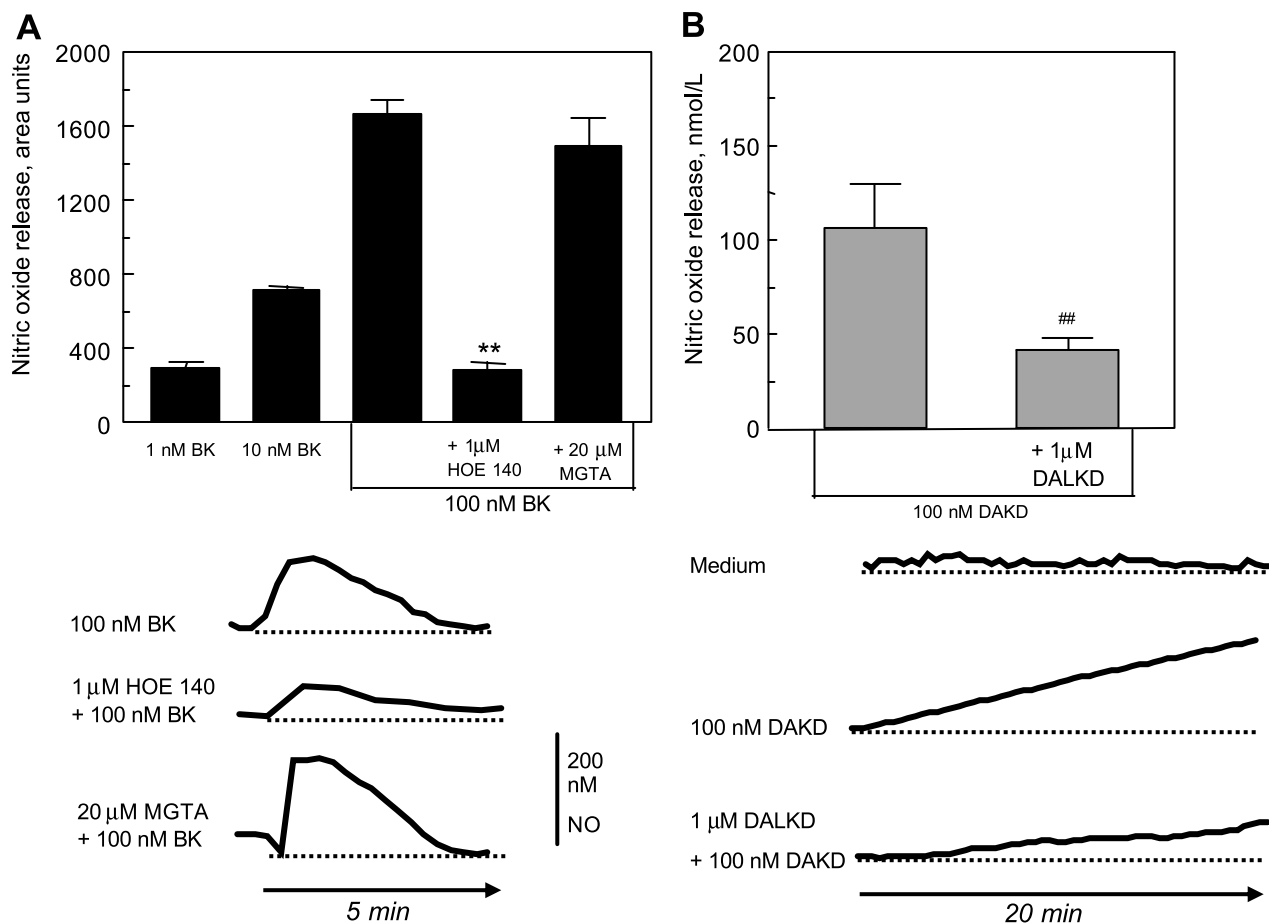 A
Nitric oxide release, area units
2000
1600
1200
800
400
0
**
1 nM BK
10 nM BK
+ 1μM
HOE 140
+ 20 μM
MGTA
100 nM BK
100 nM BK
1 μM HOE 140
+ 100 nM BK
20 μM MGTA
+ 100 nM BK
200
nM
NO
5 min
B
Nitric oxide release, nmol/L
200
150
100
50
0
##
+ 1μM
DALKD
100 nM DAKD
Medium
100 nM DAKD
1 μM DALKD
+ 100 nM DAKD
20 min